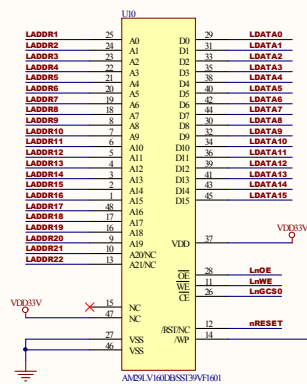 U10
LADDR1 25 A0 D0 29 LDATA0
LADDR2 24 A1 D1 31 LDATA1
LADDR3 23 A2 D2 33 LDATA2
LADDR4 22 A3 D3 35 LDATA3
LADDR5 21 A4 D4 38 LDATA4
LADDR6 20 A5 D5 40 LDATA5
LADDR7 19 A6 D6 42 LDATA6
LADDR8 18 A7 D7 44 LDATA7
LADDR9 8 A8 D8 30 LDATA8
LADDR10 7 A9 D9 32 LDATA9
LADDR11 6 A10 D10 34 LDATA10
LADDR12 5 A11 D11 36 LDATA11
LADDR13 4 A12 D12 39 LDATA12
LADDR14 3 A13 D13 41 LDATA13
LADDR15 2 A14 D14 43 LDATA14
LADDR16 1 A15 D15 45 LDATA15
LADDR17 48 A16
LADDR18 17 A17
LADDR19 16 A18
LADDR20 9 A19 VDD 37 VDD33V
LADDR21 10 A20/NC
LADDR22 13 A21/NC
OE 28 LnOE
WE 11 LnWE
CE 26 LnGCS0
VDD33V 15 NC
47 NC
/RST/NC 12 nRESET
27 VSS /WP 14
46 VSS
AM29LV160DB/SST39VF1601